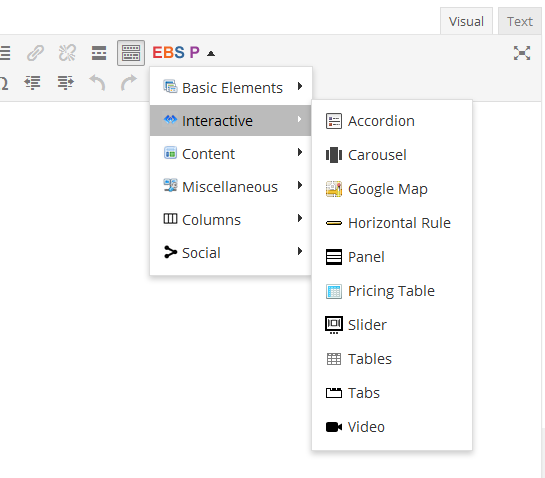 Visual
Text
EBS P
Basic Elements
Interactive
Content
Miscellaneous
Columns
Social
Accordion
Carousel
Google Map
Horizontal Rule
Panel
Pricing Table
Slider
Tables
Tabs
Video